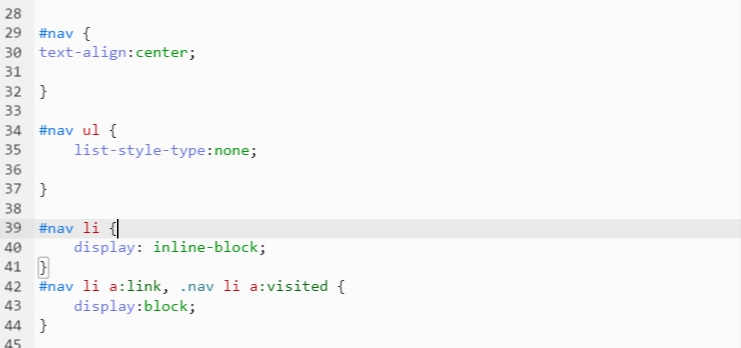 28
29 #nav {
30 text-align:center;
31
32 }
33
34 #nav ul {
35     list-style-type:none;
36
37 }
38
39 #nav li {
40     display: inline-block;
41 }
42 #nav li a:link, .nav li a:visited {
43     display:block;
44 }
45